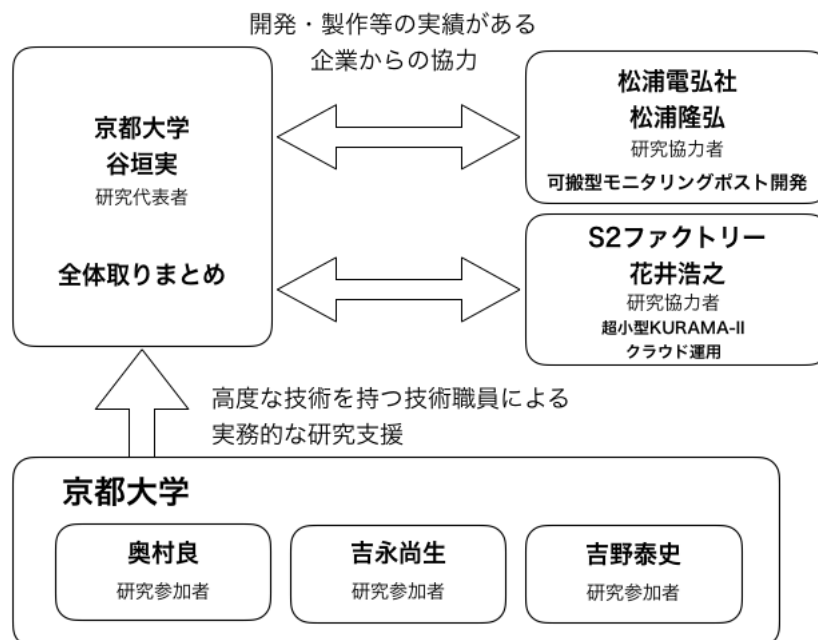 開発・製作等の実績がある
企業からの協力
京都大学
谷垣実
研究代表者
全体取りまとめ
松浦電弘社
松浦隆弘
研究協力者
可搬型モニタリングポスト開発
S2ファクトリー
花井浩之
研究協力者
超小型KURAMA-II
クラウド運用
高度な技術を持つ技術職員による
実務的な研究支援
京都大学
奥村良
研究参加者
吉永尚生
研究参加者
吉野泰史
研究参加者